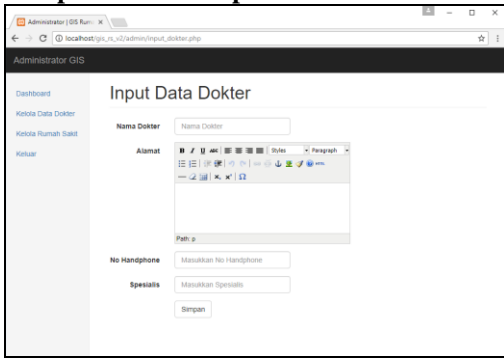 Administrator | GIS Rum
localhost/gis_rs_v2/admin/input_dokter.php
Administrator GIS
Dashboard
Kelola Data Dokter
Kelola Rumah Sakit
Keluar
Input Data Dokter
Nama Dokter
Nama Dokter
Alamat
B I U ABC Styles Paragraph
HTML
Path: p
No Handphone
Masukkan No Handphone
Spesialis
Masukkan Spesialis
Simpan